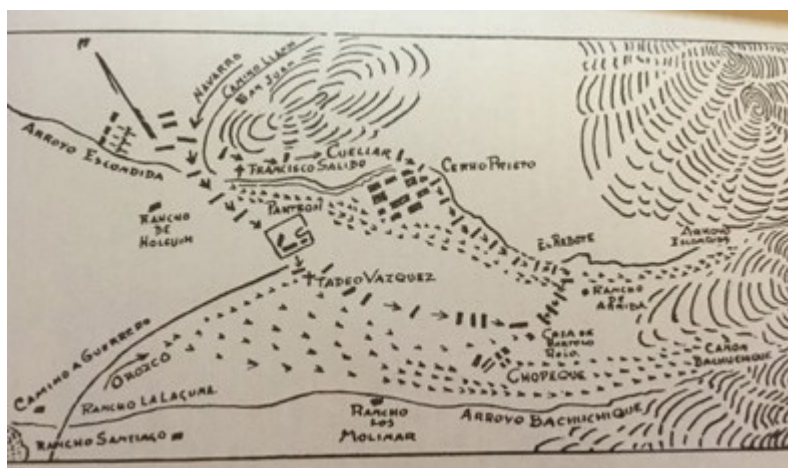 NAVARRO
CAMINO LLANO
SAN JUAN
ARROYO ESCONDIDA
FRANCISCO SALIDO
CUELLAR
CERRO PRIETO
RANCHO
DE
HOLGUIN
PANTEON
EL REBOTE
ARROYO
ESCONDIDA
TADEO VAZQUEZ
RANCHO
DE
CASA DE
BARTOLO
CAMINO A GUERRERO
OROZCO
CHOPEQUE
CAÑON
BACHUCHIQUE
RANCHO LA LAGUNA
RANCHO
LOS
MOLINAR
ARROYO BACHUCHIQUE
RANCHO SANTIAGO